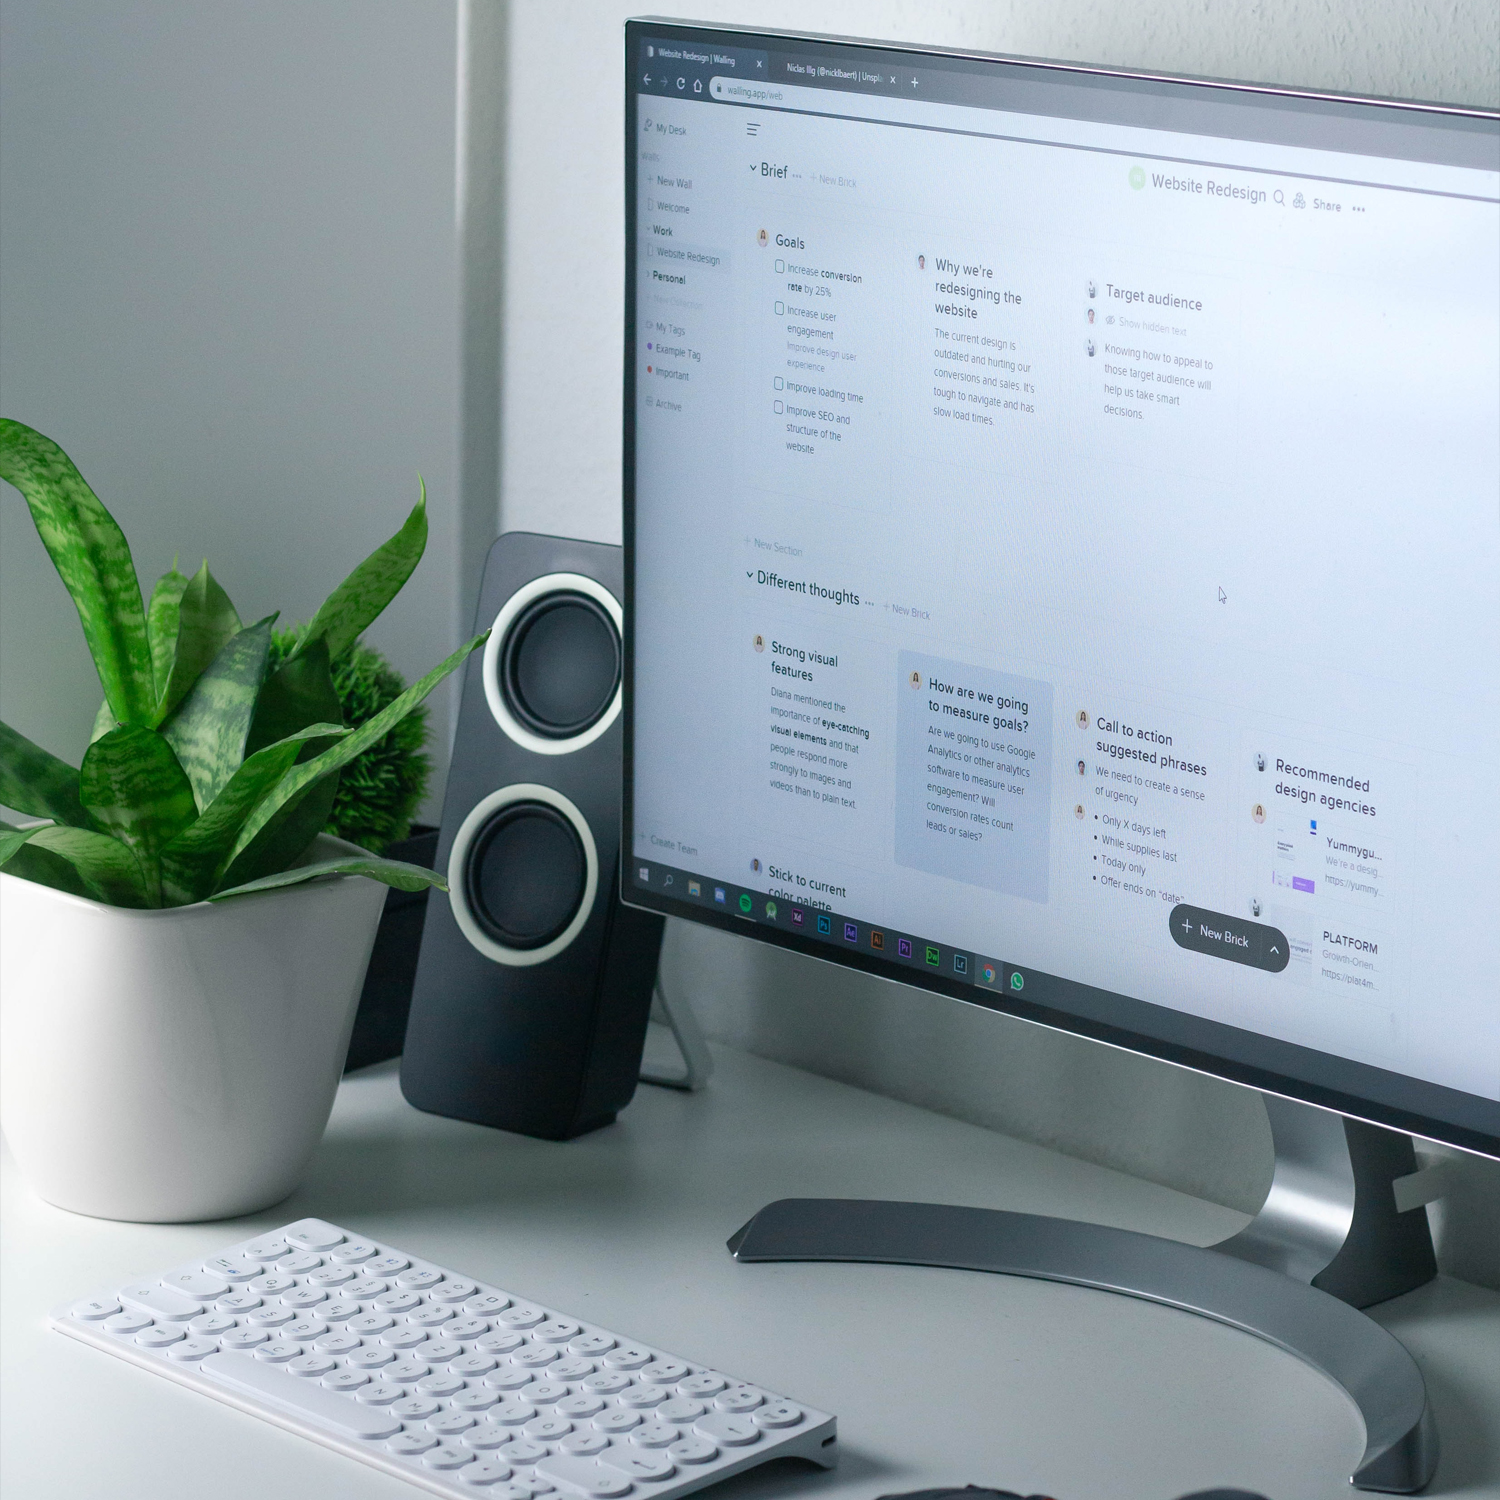 Website Redesign | Walling
Niclas Illg (@nicklbaert) | Unspl
walling.app/web
My Desk
Walls
+ New Wall
Welcome
Work
Website Redesign
Personal
+ New Collection
My Tags
Example Tag
Important
Archive
+ Create Team
Brief ... + New Brick
Website Redesign
Share
Goals
Increase conversion
rate by 25%
Increase user
engagement
Improve design user
experience
Improve loading time
Improve SEO and
structure of the
website
Why we're
redesigning the
website
The current design is
outdated and hurting our
conversions and sales. It's
tough to navigate and has
slow load times.
Target audience
Show hidden text
Knowing how to appeal to
those target audience will
help us take smart
decisions.
+ New Section
Different thoughts ... + New Brick
Strong visual
features
Diana mentioned the
importance of eye-catching
visual elements and that
people respond more
strongly to images and
videos than to plain text.
How are we going
to measure goals?
Are we going to use Google
Analytics or other analytics
software to measure user
engagement? Will
conversion rates count
leads or sales?
Call to action
suggested phrases
We need to create a sense
of urgency
• Only X days left
• While supplies last
• Today only
• Offer ends on "date"
Recommended
design agencies
Yummygu...
We're a desig...
https://yummy...
PLATFORM
Growth-Orien...
https://plat4m...
Stick to current
color palette
+ New Brick
Xd
Ps
Ae
Ai
Pr
Dw
Lr